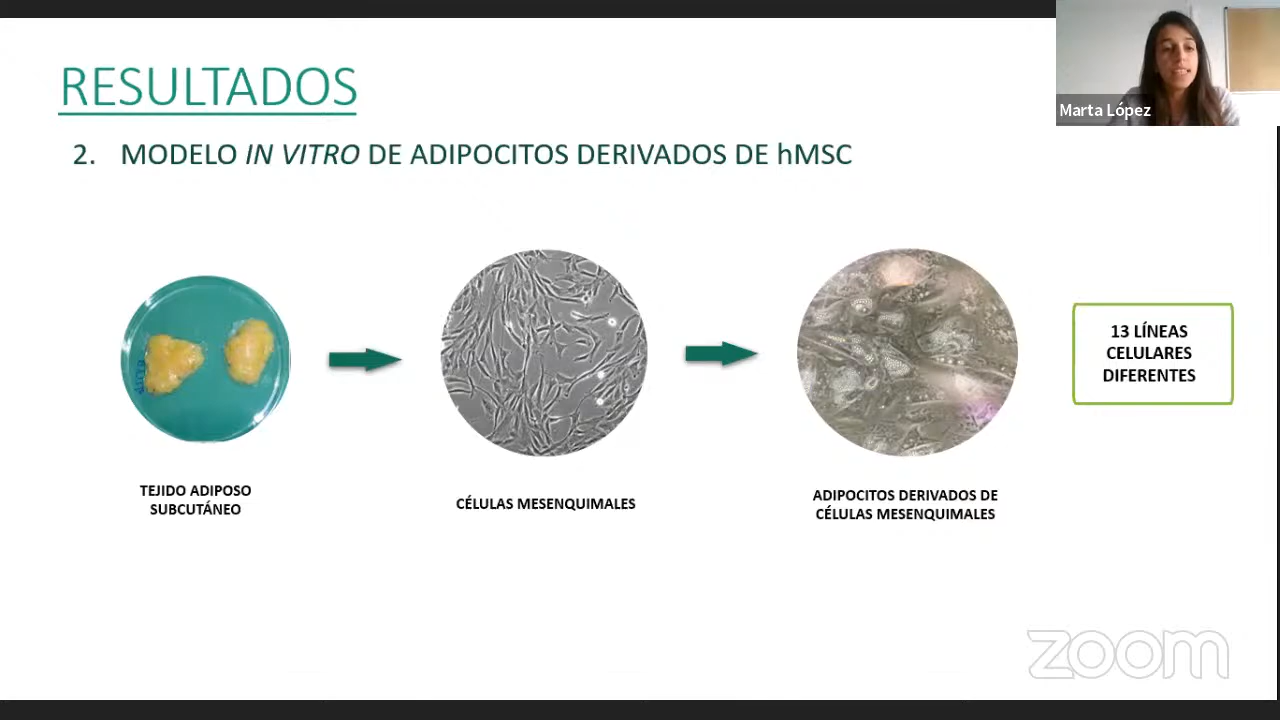 RESULTADOS
Marta López
2. MODELO IN VITRO DE ADIPOCITOS DERIVADOS DE hMSC
13 LÍNEAS
CELULARES
DIFERENTES
TEJIDO ADIPOSO
SUBCUTÁNEO
CÉLULAS MESENQUIMALES
ADIPOCITOS DERIVADOS DE
CÉLULAS MESENQUIMALES
zoom